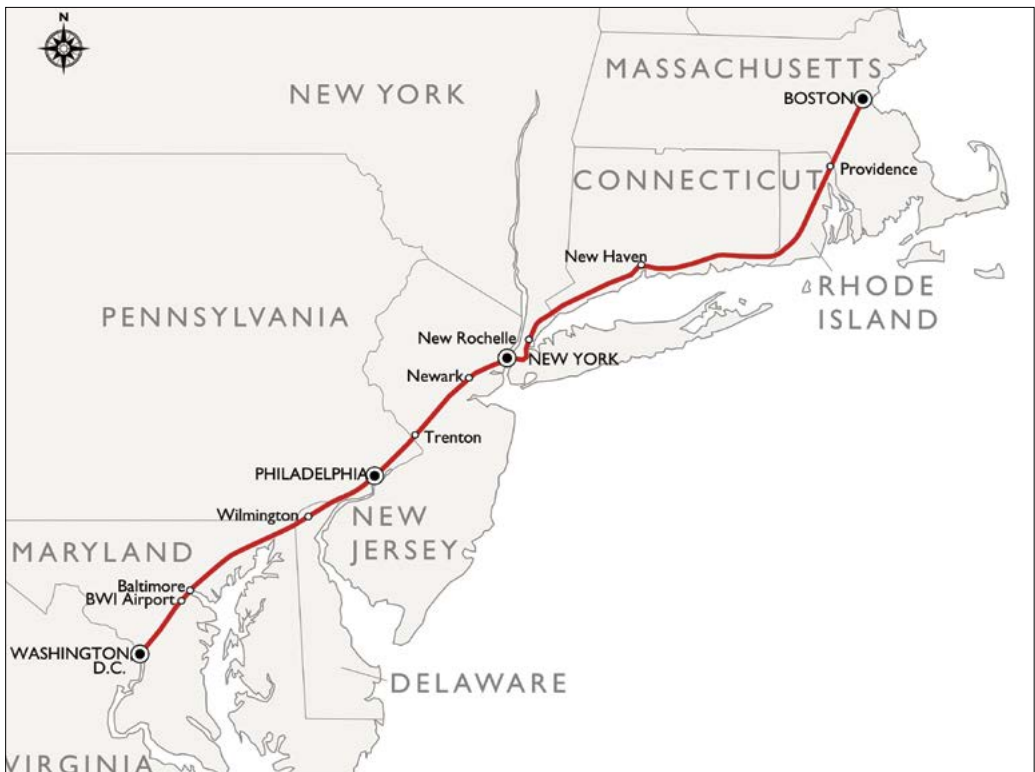 N
MASSACHUSETTS
NEW YORK
BOSTON
Providence
CONNECTICUT
New Haven
RHODE
ISLAND
PENNSYLVANIA
New Rochelle
NEW YORK
Newark
Trenton
PHILADELPHIA
Wilmington
NEW
JERSEY
MARYLAND
Baltimore
BWI Airport
WASHINGTON
D.C.
DELAWARE
VIRGINIA